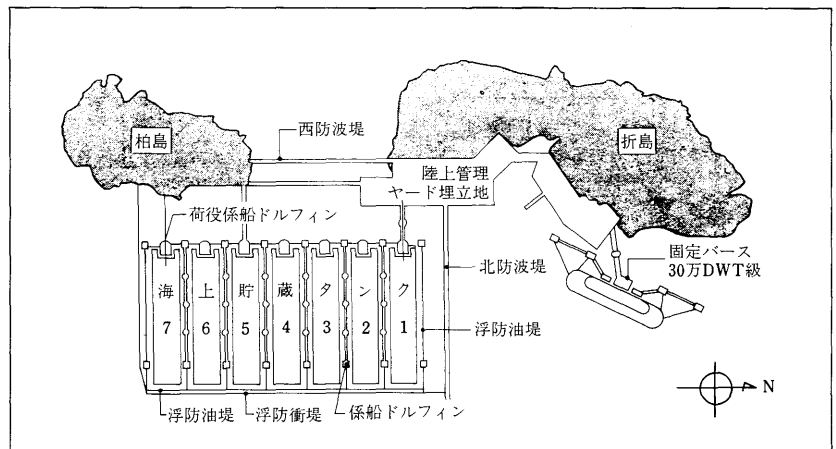 柏島
折島
西防波堤
陸上管理
ヤード埋立地
荷役係船ドルフィン
固定バース
30万DWT級
北防波堤
海上貯蔵タンク
7 6 5 4 3 2 1
浮防油堤
N
浮防油堤
浮防衝堤
係船ドルフィン